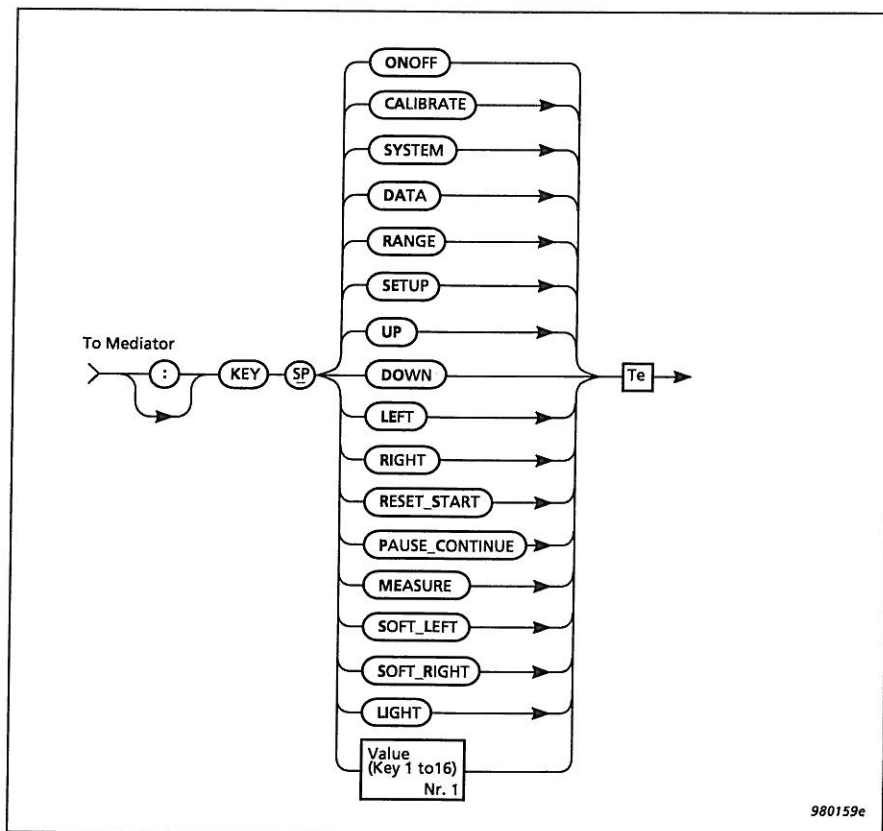 ONOFF
CALIBRATE
SYSTEM
DATA
RANGE
SETUP
UP
To Mediator
: KEY SP DOWN Te
LEFT
RIGHT
RESET_START
PAUSE_CONTINUE
MEASURE
SOFT_LEFT
SOFT_RIGHT
LIGHT
Value
(Key 1 to16)
Nr. 1
980159e